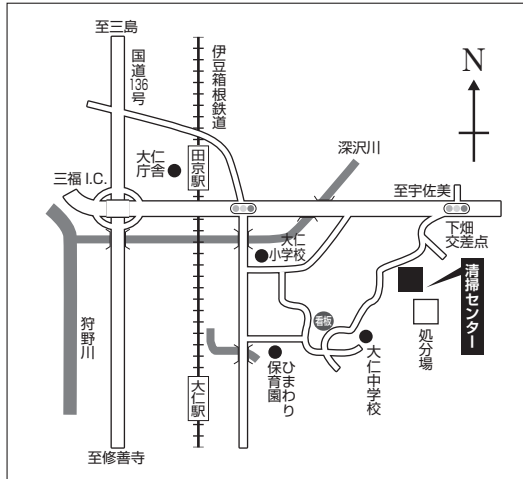 至三島
国道136号
伊豆箱根鉄道
N
深沢川
大仁
庁舎
田京駅
三福 I.C.
至宇佐美
下畑
交差点
大仁
小学校
清掃センター
処分場
看板
狩野川
大仁駅
ひまわり
保育園
大仁中学校
至修善寺